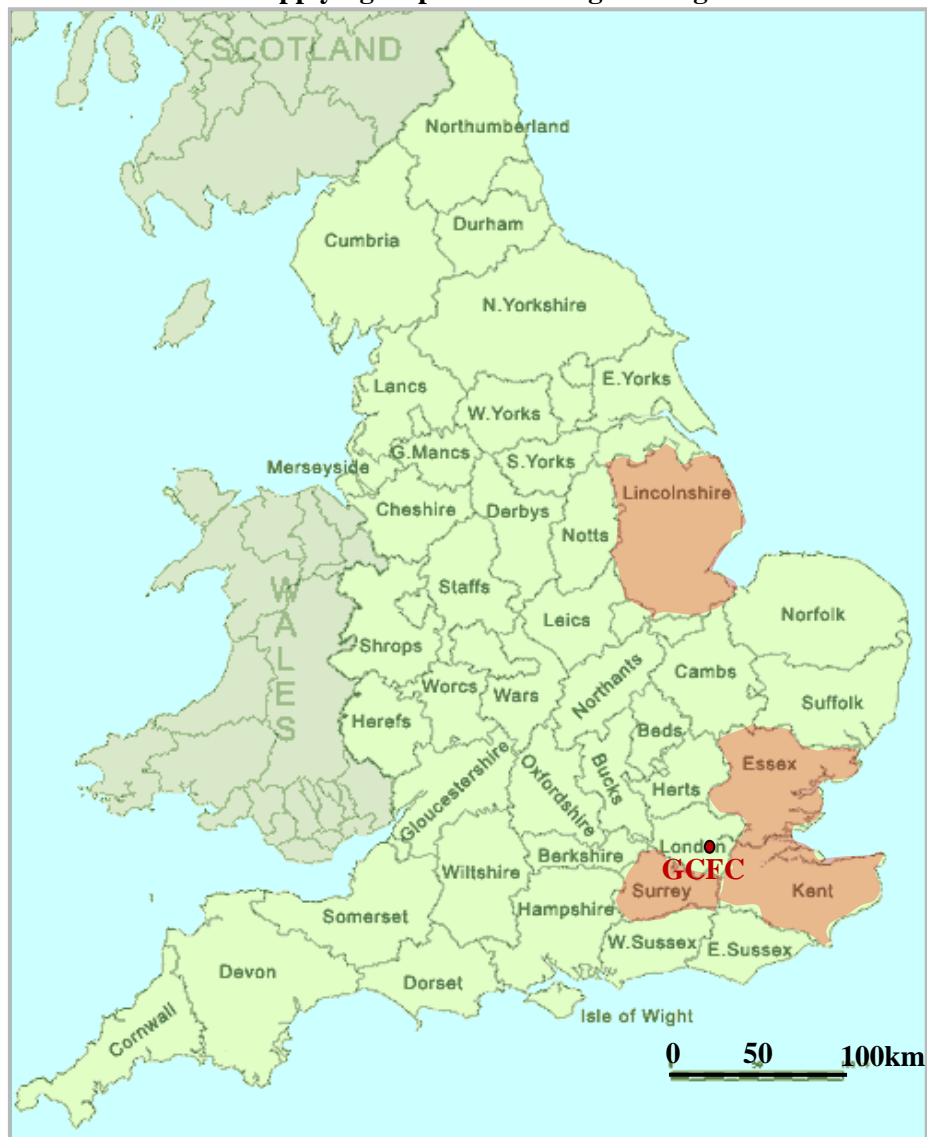 SCOTLAND
Northumberland
Durham
Cumbria
N.Yorkshire
E.Yorks
Lancs
W.Yorks
G.Mancs
S.Yorks
Merseyside
Lincolnshire
Cheshire
Derbys
Notts
WALES
Staffs
Norfolk
Leics
Shrops
Cambs
Northants
Worcs
Wars
Suffolk
Herefs
Beds
Essex
Gloucestershire
Oxfordshire
Bucks
Herts
London
GCFC
Berkshire
Wiltshire
Surrey
Kent
Hampshire
Somerset
W.Sussex
E.Sussex
Devon
Dorset
Cornwall
Isle of Wight
0 50 100km